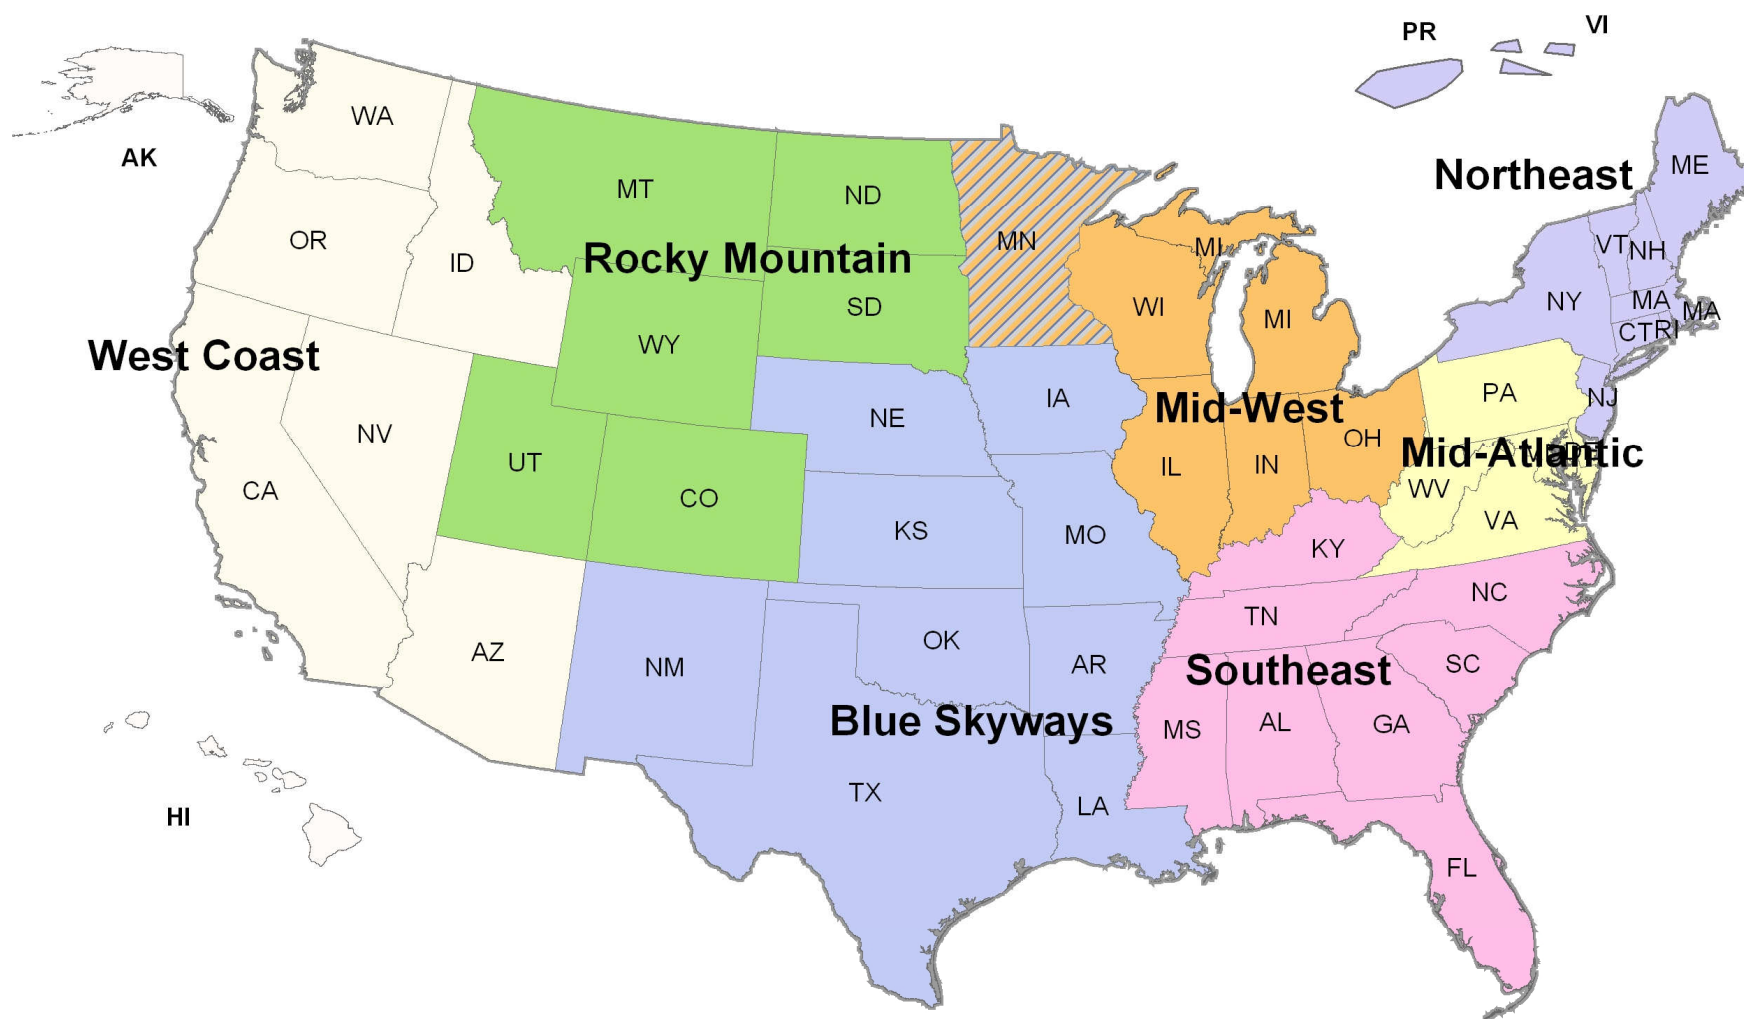 PR
VI
WA
AK
ME
Northeast
MT
ND
OR
ID
MN
MI
VT
NH
Rocky Mountain
NY
MA
MA
SD
WI
MI
CT
RI
West Coast
WY
IA
PA
NJ
NE
Mid-West
NV
OH
Mid-Atlantic
UT
IL
IN
CA
CO
WV
VA
KS
MO
KY
NC
TN
OK
AZ
NM
AR
SC
Southeast
Blue Skyways
MS
AL
GA
TX
LA
HI
FL